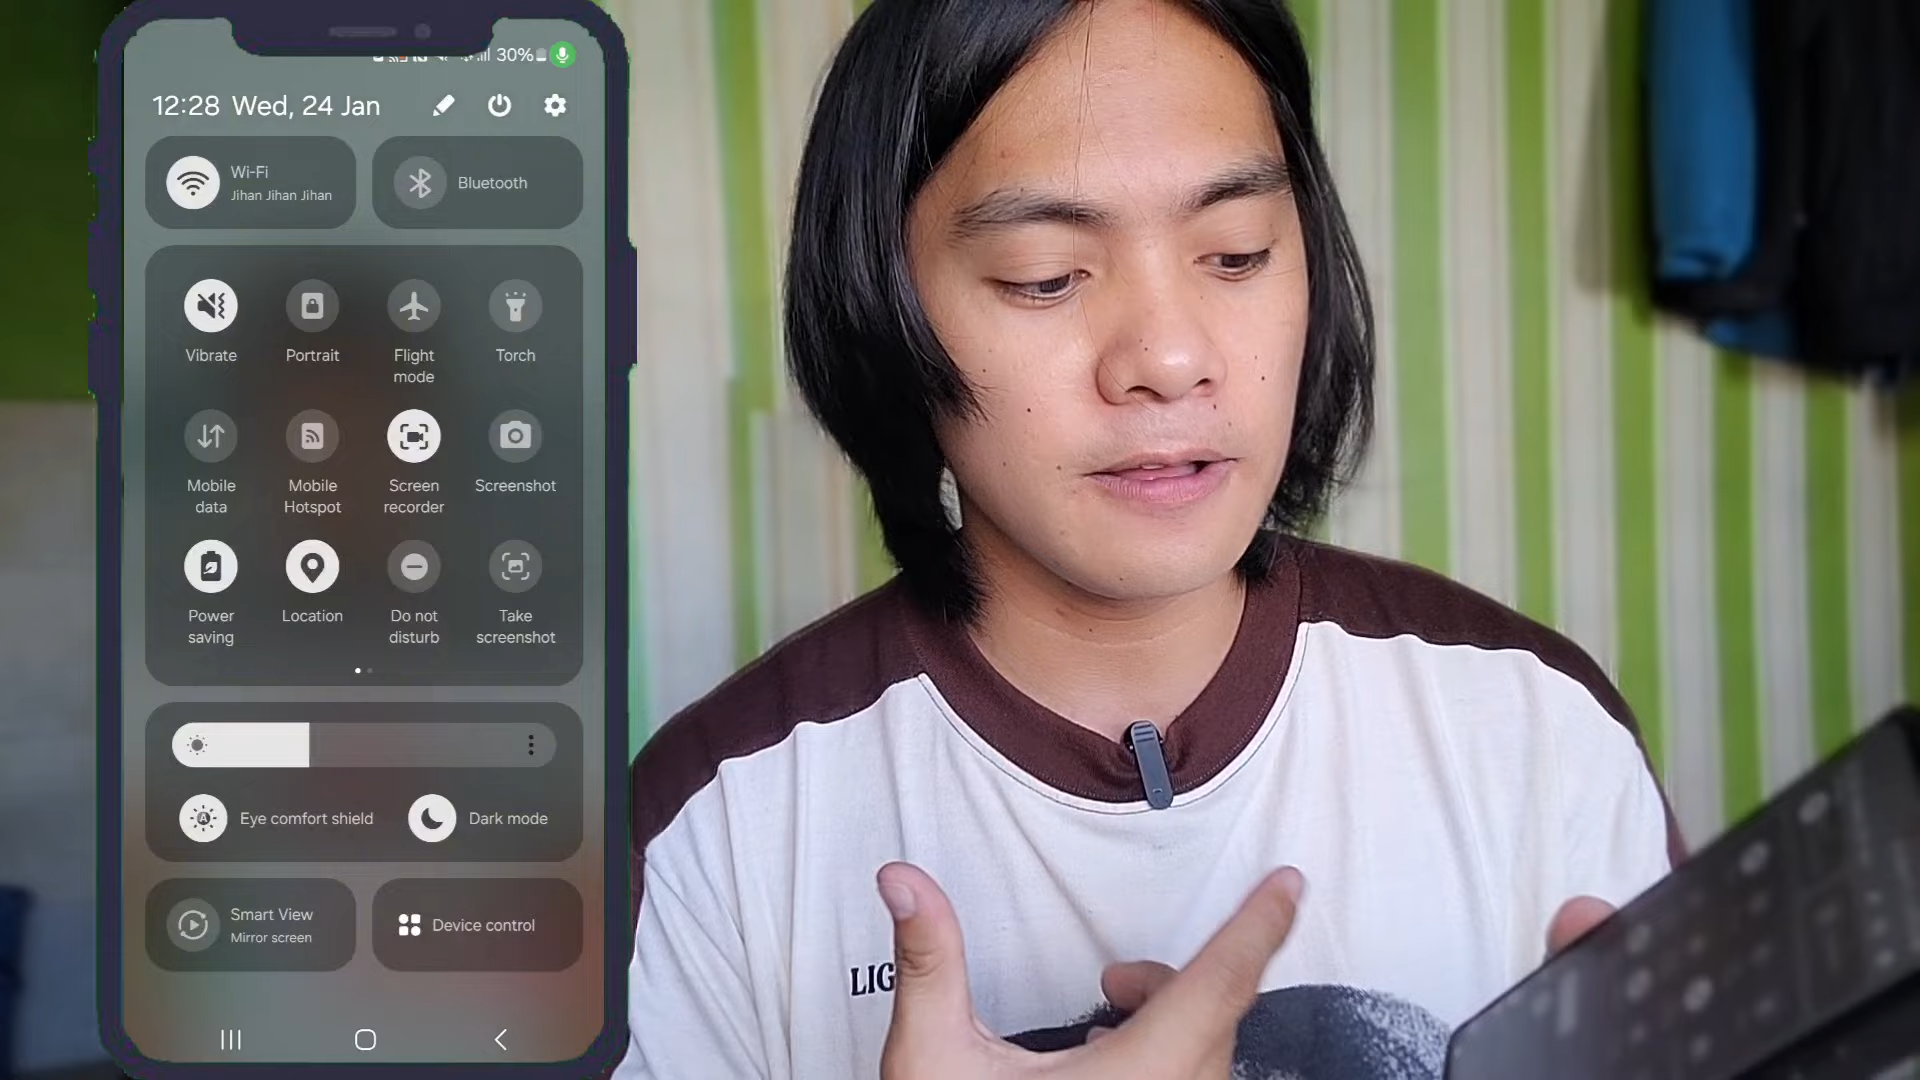 30%
12:28 Wed, 24 Jan
Wi-Fi
Jihan Jihan Jihan
Bluetooth
Vibrate
Portrait
Flight
mode
Torch
Mobile
data
Mobile
Hotspot
Screen
recorder
Screenshot
Power
saving
Location
Do not
disturb
Take
screenshot
Eye comfort shield
Dark mode
Smart View
Mirror screen
Device control
LIG